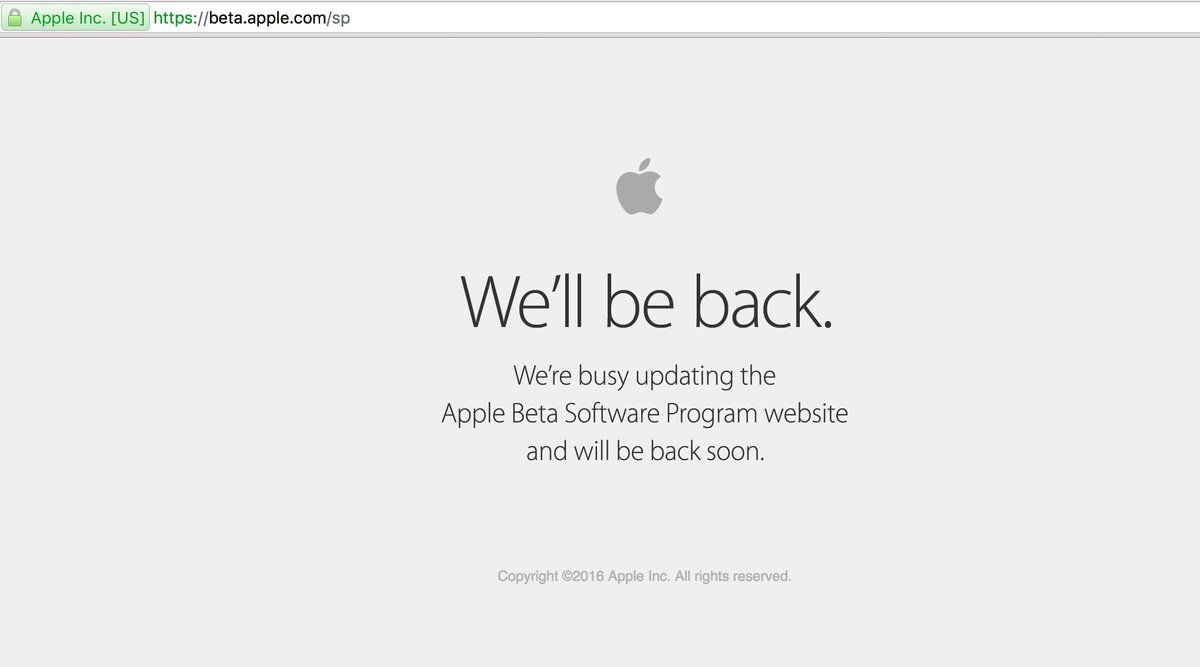 Apple Inc. [US] https://beta.apple.com/sp
We’ll be back.
We’re busy updating the
Apple Beta Software Program website
and will be back soon.
Copyright ©2016 Apple Inc. All rights reserved.